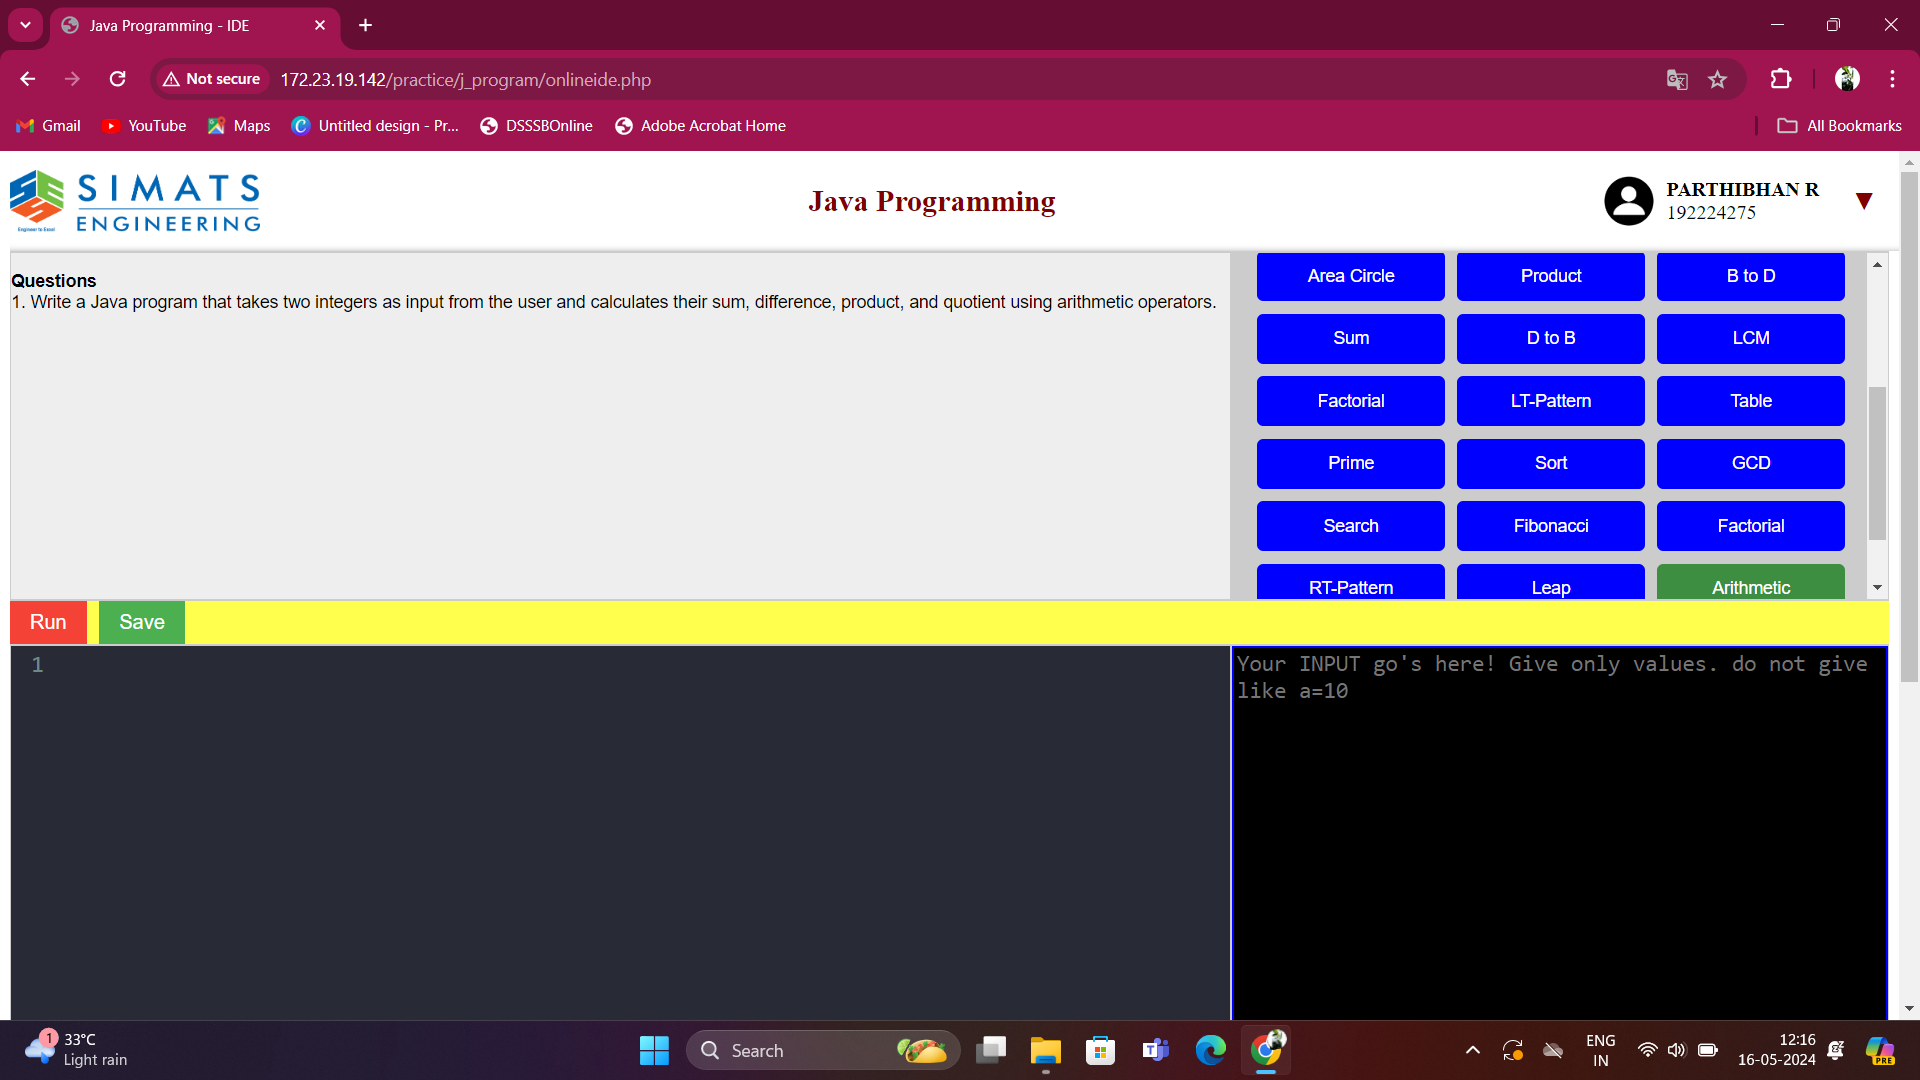 Java Programming - IDE
Not secure
172.23.19.142/practice/j_program/onlineide.php
Gmail
YouTube
Maps
Untitled design - Pr...
DSSSBOnline
Adobe Acrobat Home
All Bookmarks
SIMATS
ENGINEERING
Engineer to Excel
Java Programming
PARTHIBHAN R
192224275
Questions
1. Write a Java program that takes two integers as input from the user and calculates their sum, difference, product, and quotient using arithmetic operators.
Area Circle
Product
B to D
Sum
D to B
LCM
Factorial
LT-Pattern
Table
Prime
Sort
GCD
Search
Fibonacci
Factorial
RT-Pattern
Leap
Arithmetic
Run
Save
1
Your INPUT go's here! Give only values. do not give
like a=10
1
33°C
Light rain
Search
ENG
IN
12:16
16-05-2024
PRE